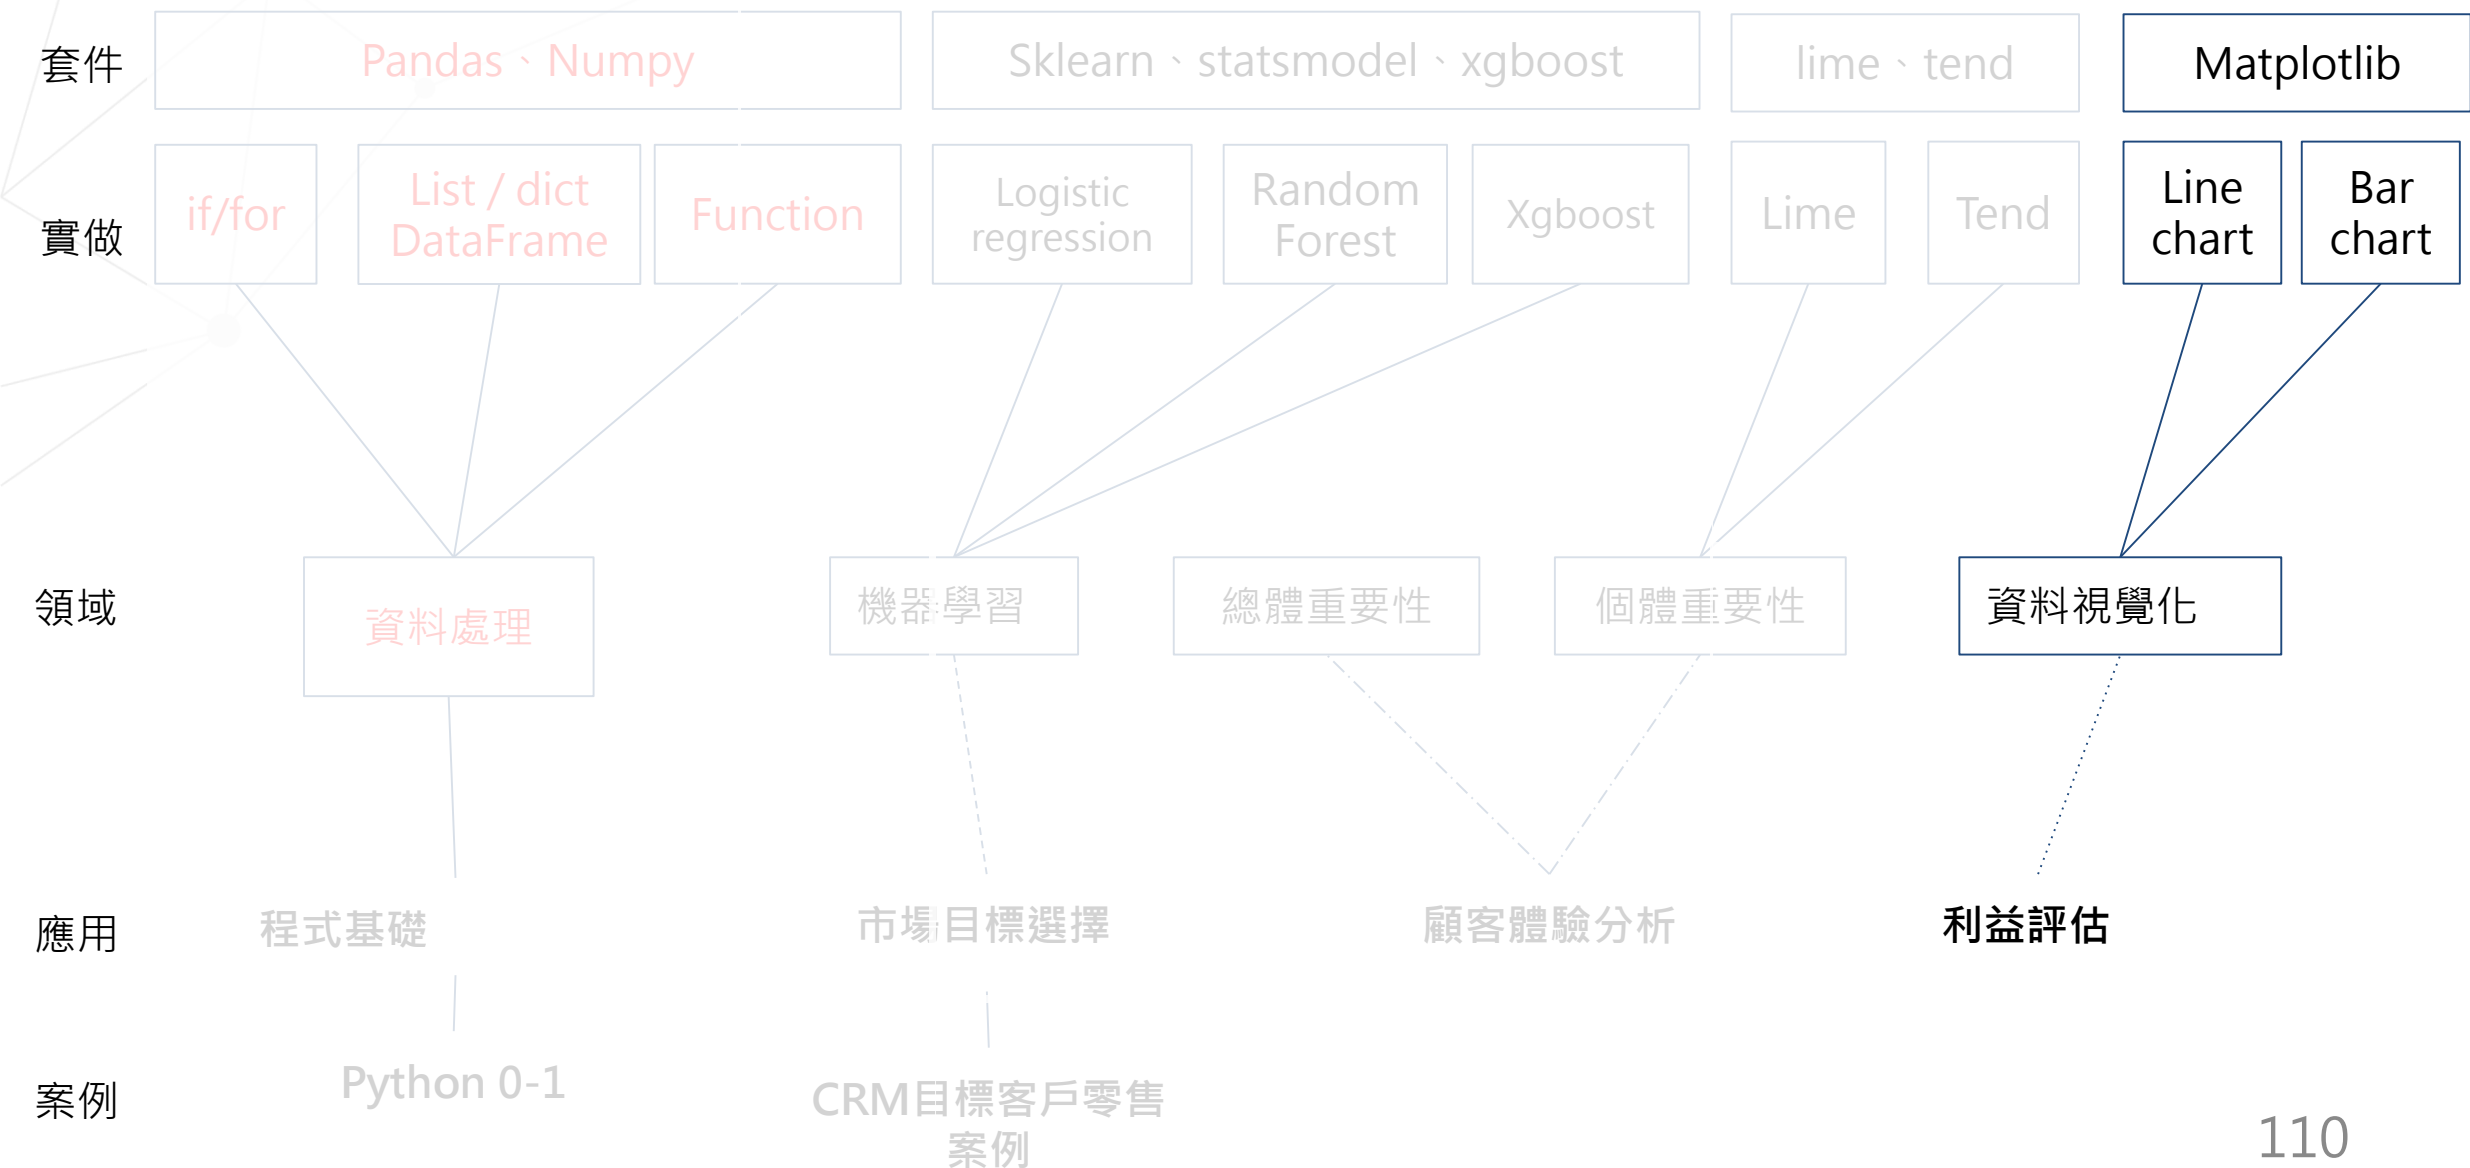 套件
Pandas、Numpy
Sklearn、statsmodel、xgboost
lime、tend
Matplotlib
實做
if/for
List / dict
DataFrame
Function
Logistic
regression
Random
Forest
Xgboost
Lime
Tend
Line
chart
Bar
chart
領域
資料處理
機器學習
總體重要性
個體重要性
資料視覺化
應用
程式基礎
市場目標選擇
顧客體驗分析
利益評估
案例
Python 0-1
CRM目標客戶零售
案例
110